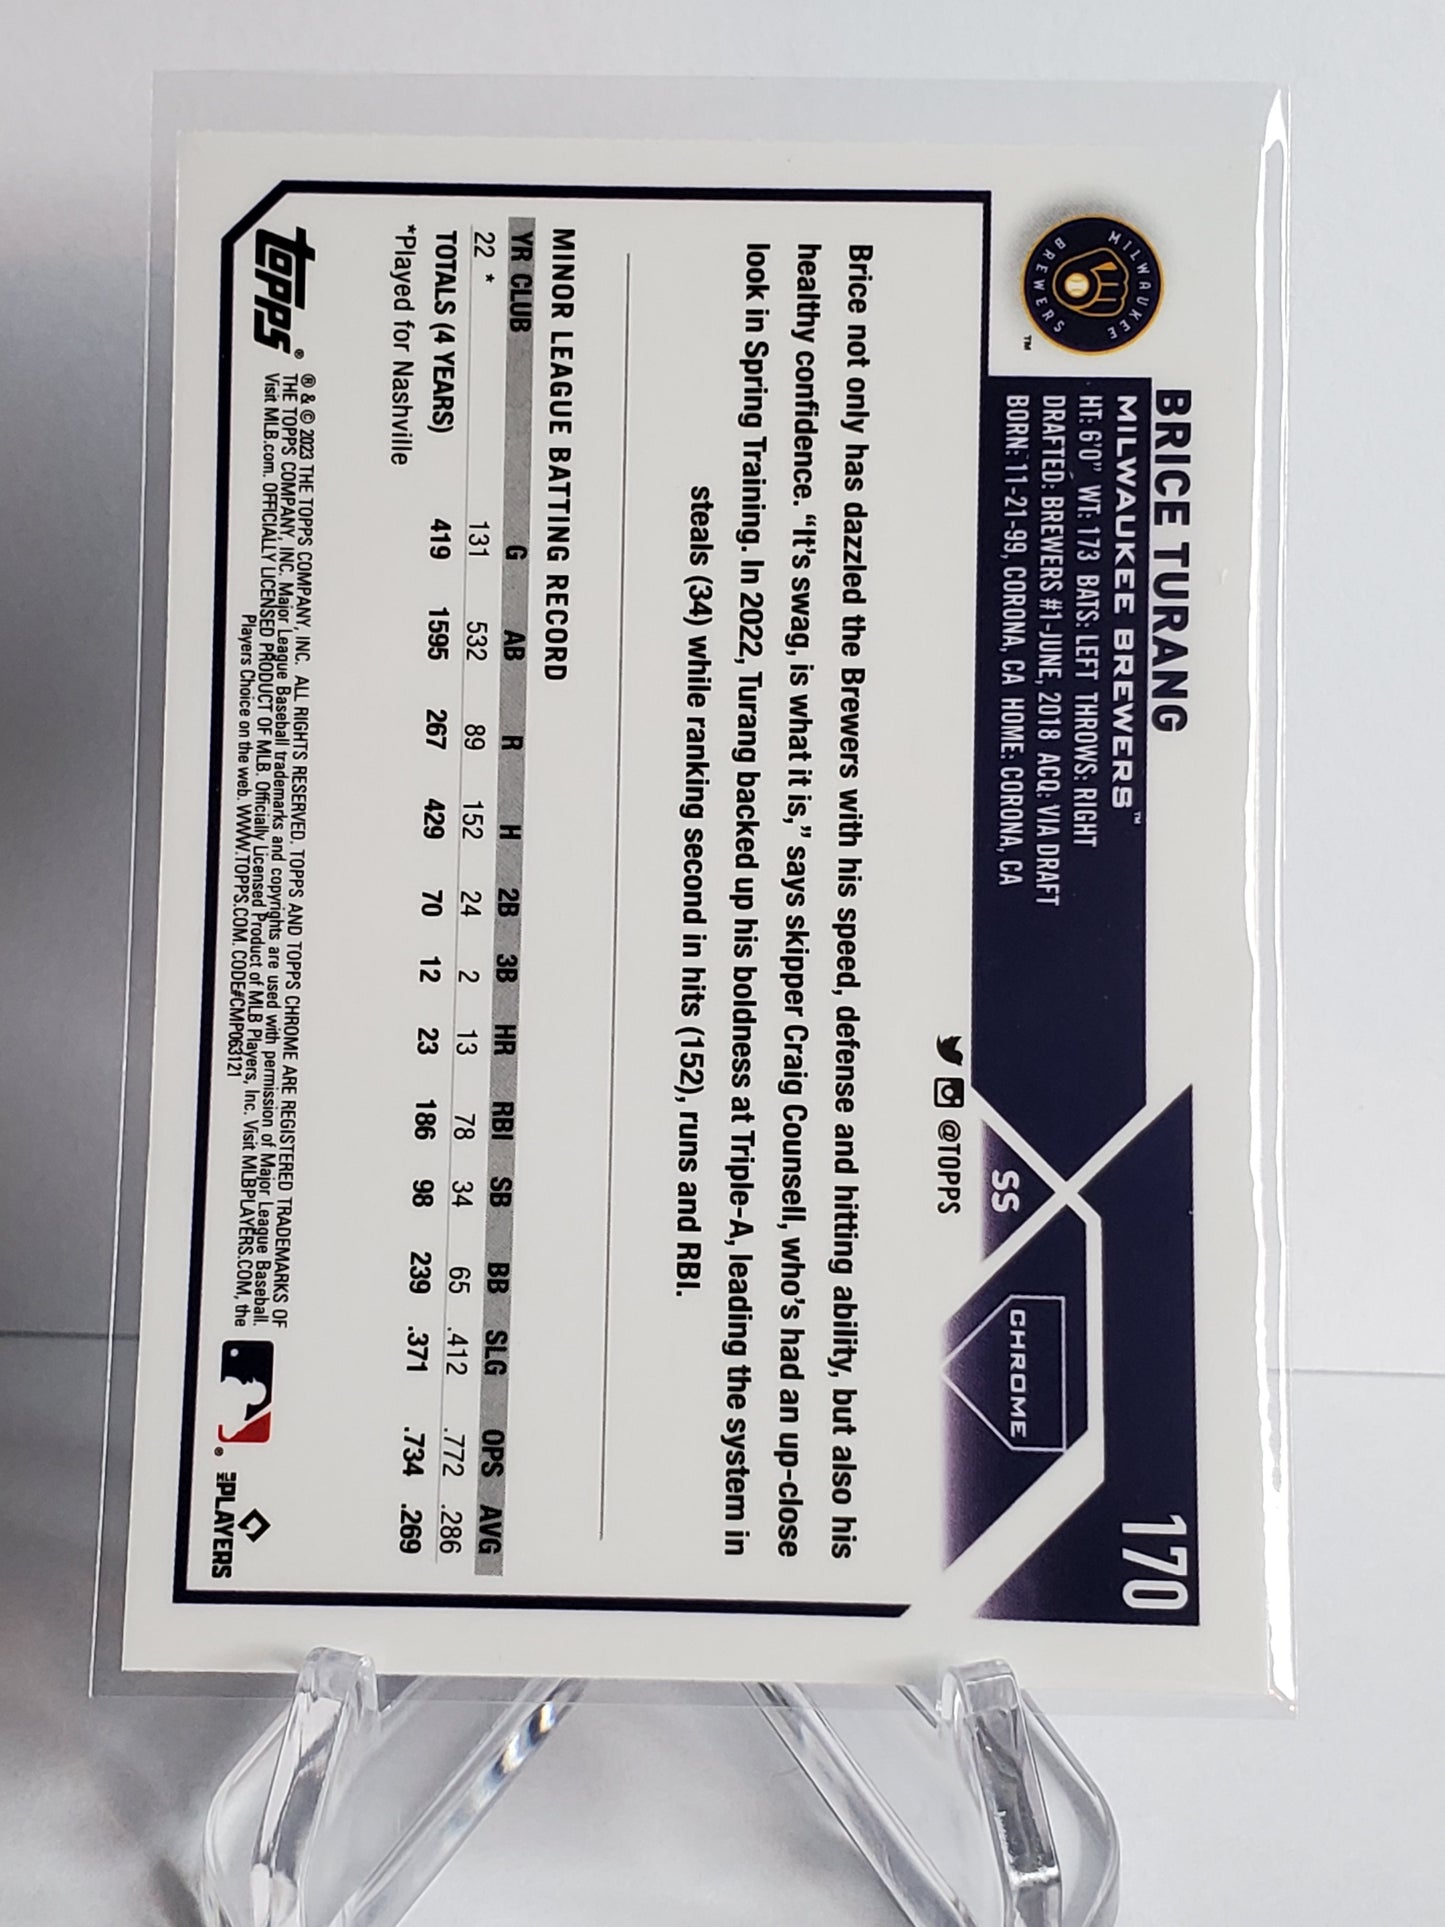 MILWAUKEE BREWERS ™
BRICE TURANG
170
MILWAUKEE BREWERS™
HT: 6'0" WT: 173 BATS: LEFT THROWS: RIGHT
DRAFTED: BREWERS #1-JUNE, 2018 ACQ: VIA DRAFT
BORN: 11-21-99, CORONA, CA HOME: CORONA, CA
SS
CHROME
@TOPPS
Brice not only has dazzled the Brewers with his speed, defense and hitting ability, but also his
healthy confidence. “It's swag, is what it is,” says skipper Craig Counsell, who's had an up-close
look in Spring Training. In 2022, Turang backed up his boldness at Triple-A, leading the system in
steals (34) while ranking second in hits (152), runs and RBI.
MINOR LEAGUE BATTING RECORD
YR CLUB G AB R H 2B 3B HR RBI SB BB SLG OPS AVG
22 * 131 532 89 152 24 2 13 78 34 65 .412 .772 .286
TOTALS (4 YEARS) 419 1595 267 429 70 12 23 186 98 239 .371 .734 .269
*Played for Nashville
topps®
® & © 2023 THE TOPPS COMPANY, INC. ALL RIGHTS RESERVED. TOPPS AND TOPPS CHROME ARE REGISTERED TRADEMARKS OF
THE TOPPS COMPANY, INC. Major League Baseball trademarks and copyrights are used with permission of Major League Baseball.
Visit MLB.com. OFFICIALLY LICENSED PRODUCT OF MLB. Officially Licensed Product of MLB Players, Inc. Visit MLBPLAYERS.COM, the
Players Choice on the web. WWW.TOPPS.COM. CODE#CMP063121
®
MLB PLAYERS